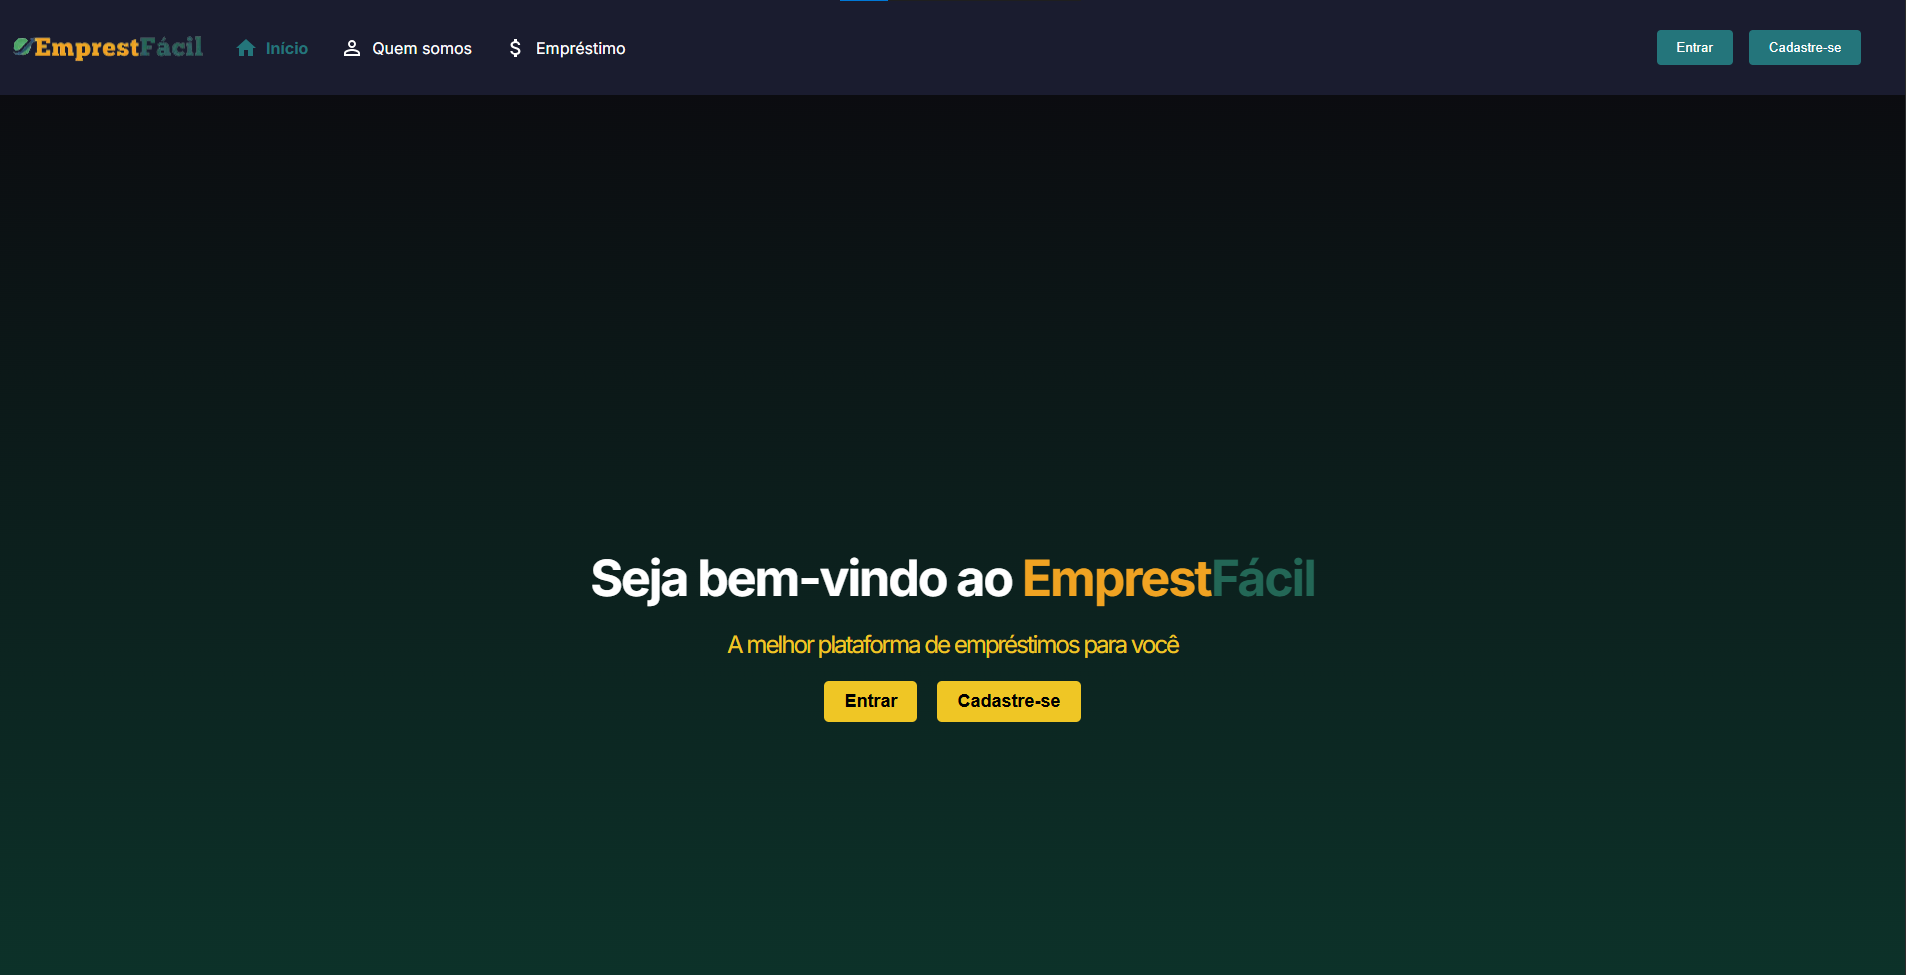 EmprestFácil
Início
Quem somos
Empréstimo
Entrar
Cadastre-se
Seja bem-vindo ao EmprestFácil
A melhor plataforma de empréstimos para você
Entrar
Cadastre-se